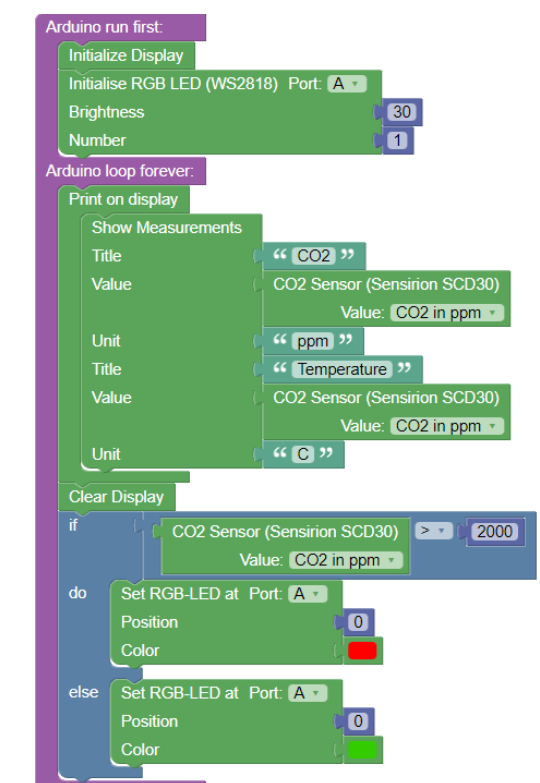 Arduino run first:
Initialize Display
Initialise RGB LED (WS2818) Port: A
Brightness 30
Number 1
Arduino loop forever:
Print on display
Show Measurements
Title “ CO2 ”
Value CO2 Sensor (Sensirion SCD30)
Value: CO2 in ppm
Unit “ ppm ”
Title “ Temperature ”
Value CO2 Sensor (Sensirion SCD30)
Value: CO2 in ppm
Unit “ C ”
Clear Display
if CO2 Sensor (Sensirion SCD30) > 2000
Value: CO2 in ppm
do Set RGB-LED at Port: A
Position 0
Color
else Set RGB-LED at Port: A
Position 0
Color